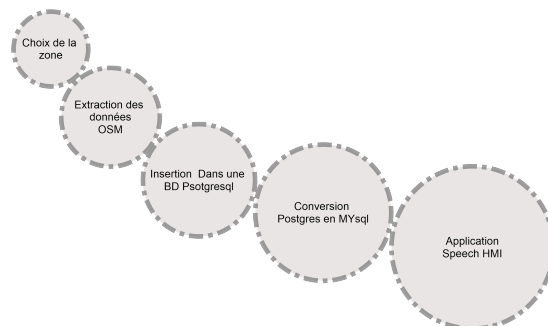 Choix de la
zone
Extraction des
données
OSM
Insertion Dans une
BD Psotgresql
Conversion
Postgres en MYsql
Application
Speech HMI